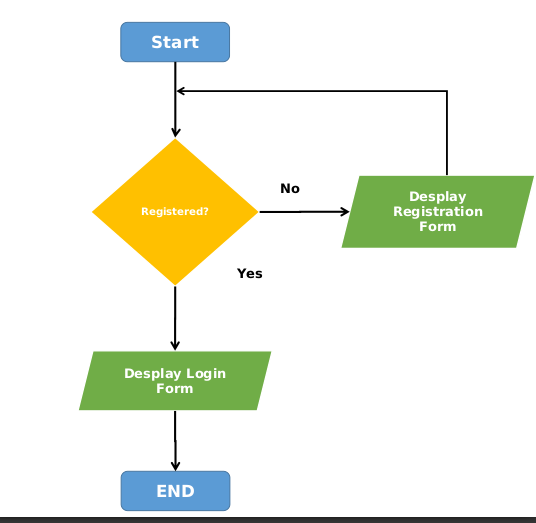 Start
No
Registered?
Desplay
Registration
Form
Yes
Desplay Login
Form
END